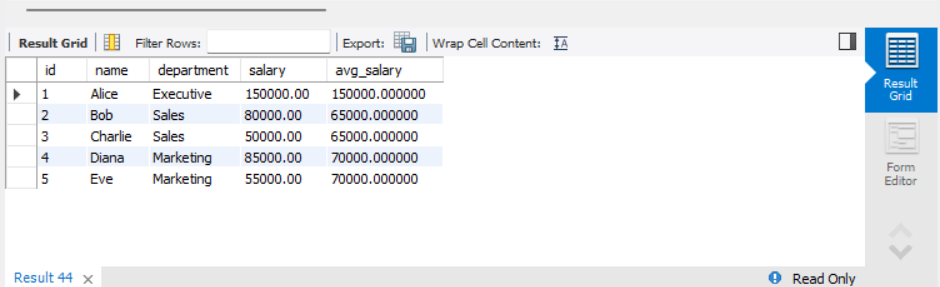 Result Grid Filter Rows: Export: Wrap Cell Content: IA
id name department salary avg_salary
1 Alice Executive 150000.00 150000.000000
2 Bob Sales 80000.00 65000.000000
3 Charlie Sales 50000.00 65000.000000
4 Diana Marketing 85000.00 70000.000000
5 Eve Marketing 55000.00 70000.000000
Result
Grid
Form
Editor
Result 44 × Read Only